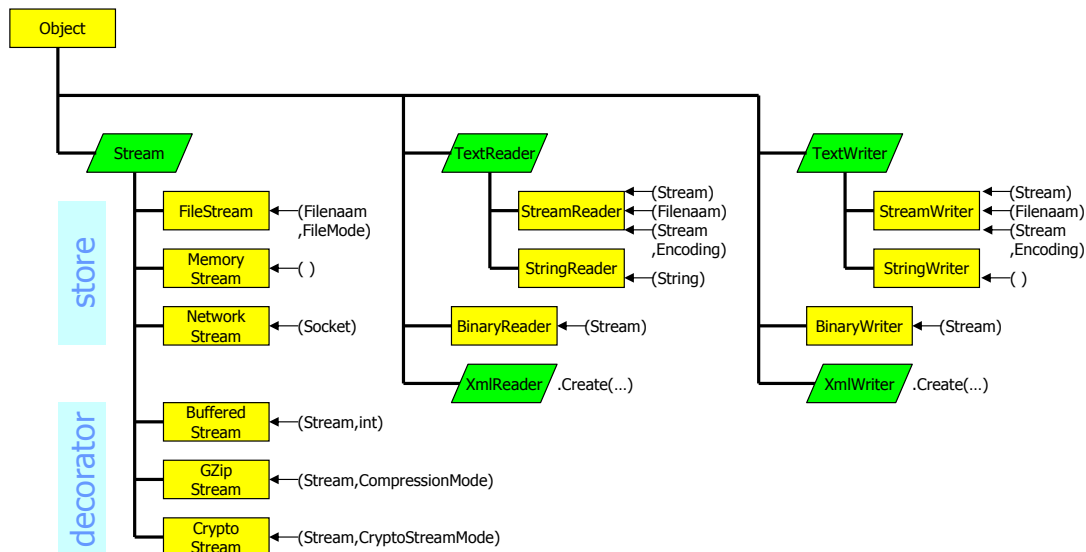 Object
Stream
TextReader
TextWriter
store
FileStream
(Filenaam
,FileMode)
Memory
Stream
( )
Network
Stream
(Socket)
decorator
Buffered
Stream
(Stream,int)
GZip
Stream
(Stream,CompressionMode)
Crypto
Stream
(Stream,CryptoStreamMode)
StreamReader
(Stream)
(Filenaam)
(Stream
,Encoding)
StringReader
(String)
BinaryReader
(Stream)
XmlReader
.Create(...)
StreamWriter
(Stream)
(Filenaam)
(Stream
,Encoding)
StringWriter
( )
BinaryWriter
(Stream)
XmlWriter
.Create(...)